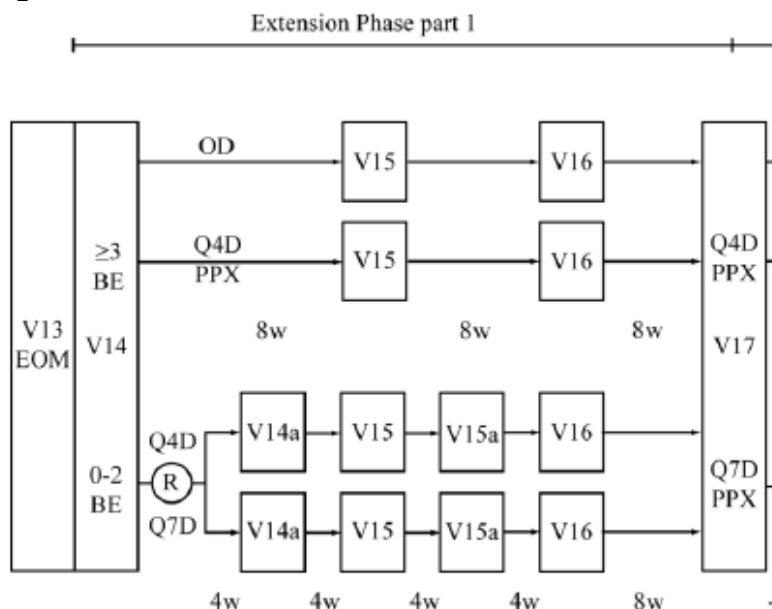 Extension Phase part 1
OD
V15
V16
≥3
BE
Q4D
PPX
V15
V16
Q4D
PPX
V13
EOM
V14
8w
8w
8w
V17
Q4D
V14a
V15
V15a
V16
0-2
BE
R
Q7D
PPX
Q7D
V14a
V15
V15a
V16
4w
4w
4w
4w
8w